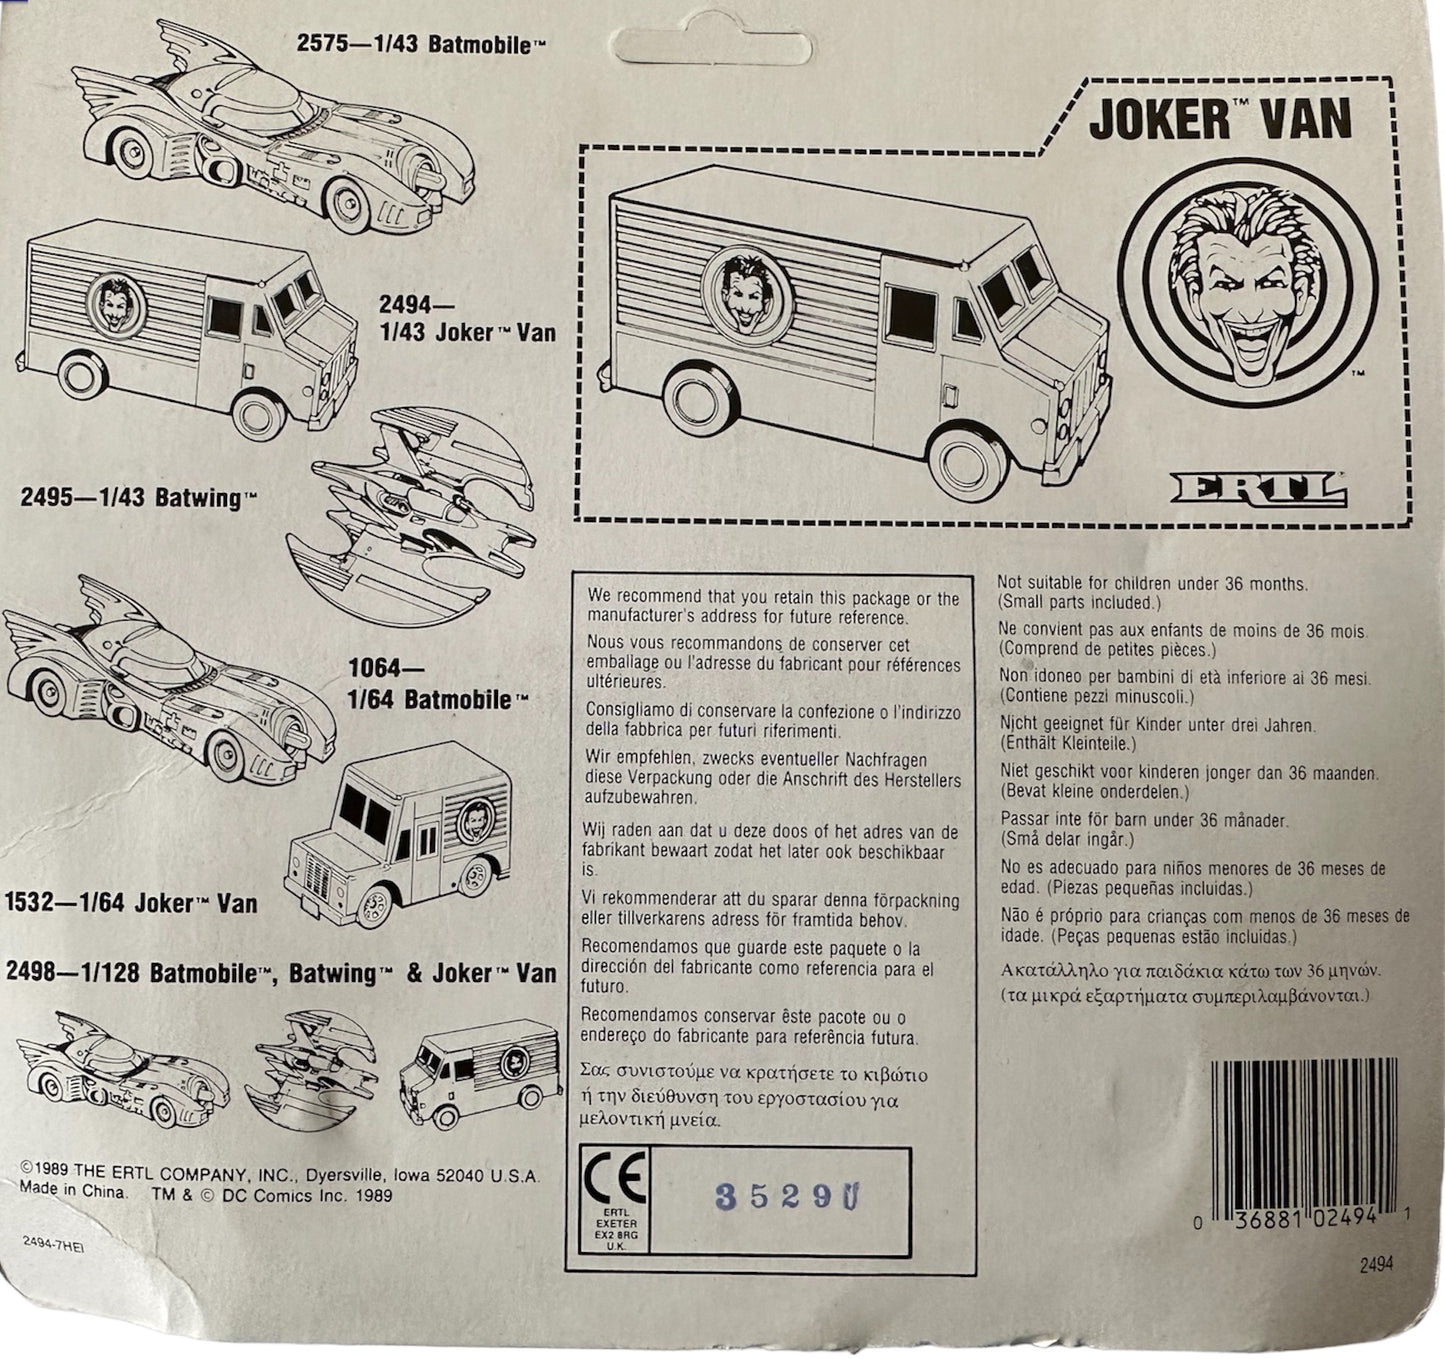 2575—1/43 Batmobile™
2494—
1/43 Joker™ Van
2495—1/43 Batwing™
1064—
1/64 Batmobile™
1532—1/64 Joker™ Van
2498—1/128 Batmobile™, Batwing™ & Joker™ Van
©1989 THE ERTL COMPANY, INC., Dyersville, Iowa 52040 U.S.A.
Made in China. TM & © DC Comics Inc. 1989
2494-7HEI
JOKER™ VAN
™
ERTL
We recommend that you retain this package or the
manufacturer's address for future reference.
Nous vous recommandons de conserver cet
emballage ou l'adresse du fabricant pour références
ultérieures.
Consigliamo di conservare la confezione o l'indirizzo
della fabbrica per futuri riferimenti.
Wir empfehlen, zwecks eventueller Nachfragen
diese Verpackung oder die Anschrift des Herstellers
aufzubewahren.
Wij raden aan dat u deze doos of het adres van de
fabrikant bewaart zodat het later ook beschikbaar
is.
Vi rekommenderar att du sparar denna förpackning
eller tillverkarens adress för framtida behov.
Recomendamos que guarde este paquete o la
dirección del fabricante como referencia para el
futuro.
Recomendamos conservar êste pacote ou o
endereço do fabricante para referência futura.
Σας συνιστούμε να κρατήσετε το κιβώτιο
ή την διεύθυνση του εργοστασίου για
μελοντική μνεία.
CE
ERTL
EXETER
EX2 8RG
U.K.
35290
Not suitable for children under 36 months.
(Small parts included.)
Ne convient pas aux enfants de moins de 36 mois.
(Comprend de petites pièces.)
Non idoneo per bambini di età inferiore ai 36 mesi.
(Contiene pezzi minuscoli.)
Nicht geeignet für Kinder unter drei Jahren.
(Enthält Kleinteile.)
Niet geschikt voor kinderen jonger dan 36 maanden.
(Bevat kleine onderdelen.)
Passar inte för barn under 36 månader.
(Små delar ingår.)
No es adecuado para niños menores de 36 meses de
edad. (Piezas pequeñas incluidas.)
Não é próprio para crianças com menos de 36 meses de
idade. (Peças pequenas estão incluidas.)
Ακατάλληλο για παιδάκια κάτω των 36 μηνών.
(τα μικρά εξαρτήματα συμπεριλαμβάνονται.)
0 36881 02494 1
2494